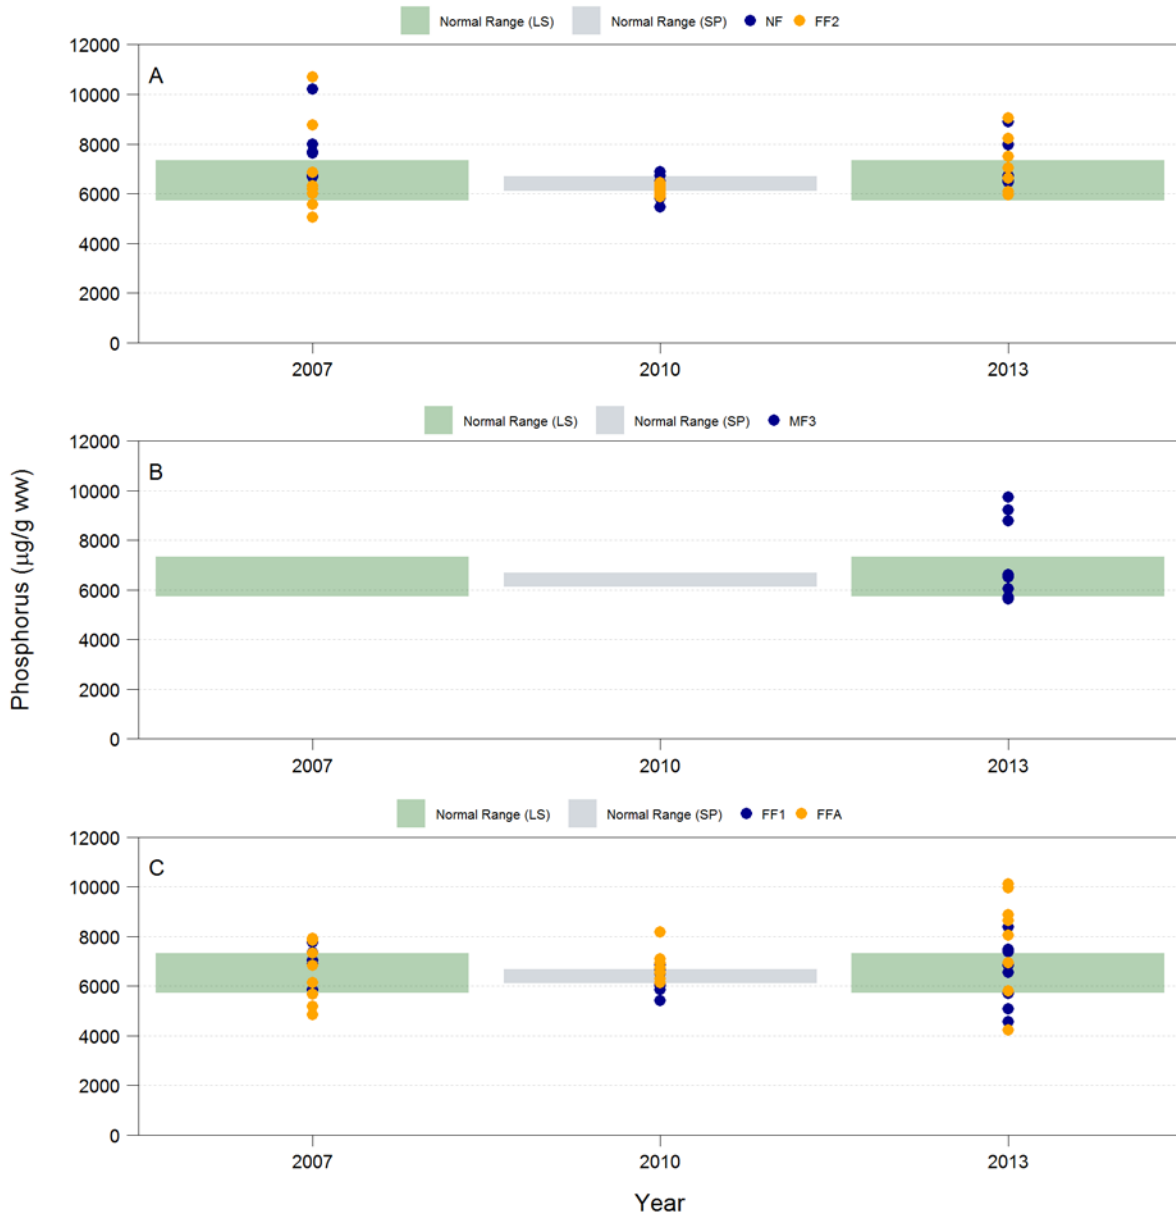 Normal Range (LS) Normal Range (SP) NF FF2
A
12000
10000
8000
6000
4000
2000
0
2007 2010 2013
Normal Range (LS) Normal Range (SP) MF3
B
12000
10000
8000
6000
4000
2000
0
2007 2010 2013
Phosphorus (µg/g ww)
Normal Range (LS) Normal Range (SP) FF1 FFA
C
12000
10000
8000
6000
4000
2000
0
2007 2010 2013
Year